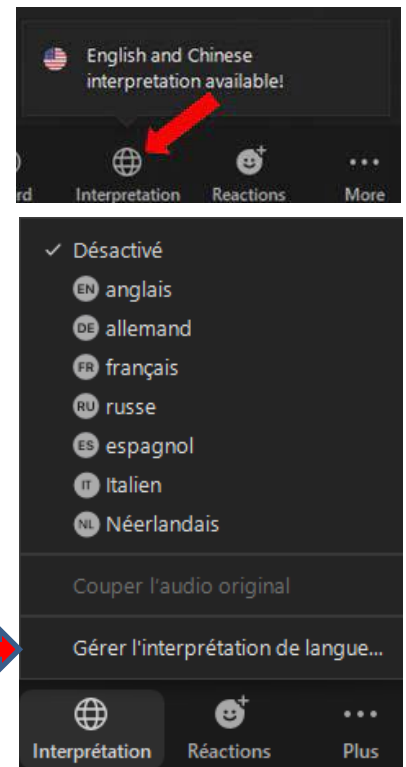 English and Chinese
interpretation available!
rd Interpretation Reactions More
Désactivé
EN anglais
DE allemand
FR français
RU russe
ES espagnol
IT Italien
NL Néerlandais
Couper l'audio original
Gérer l'interprétation de langue...
Interprétation Réactions Plus